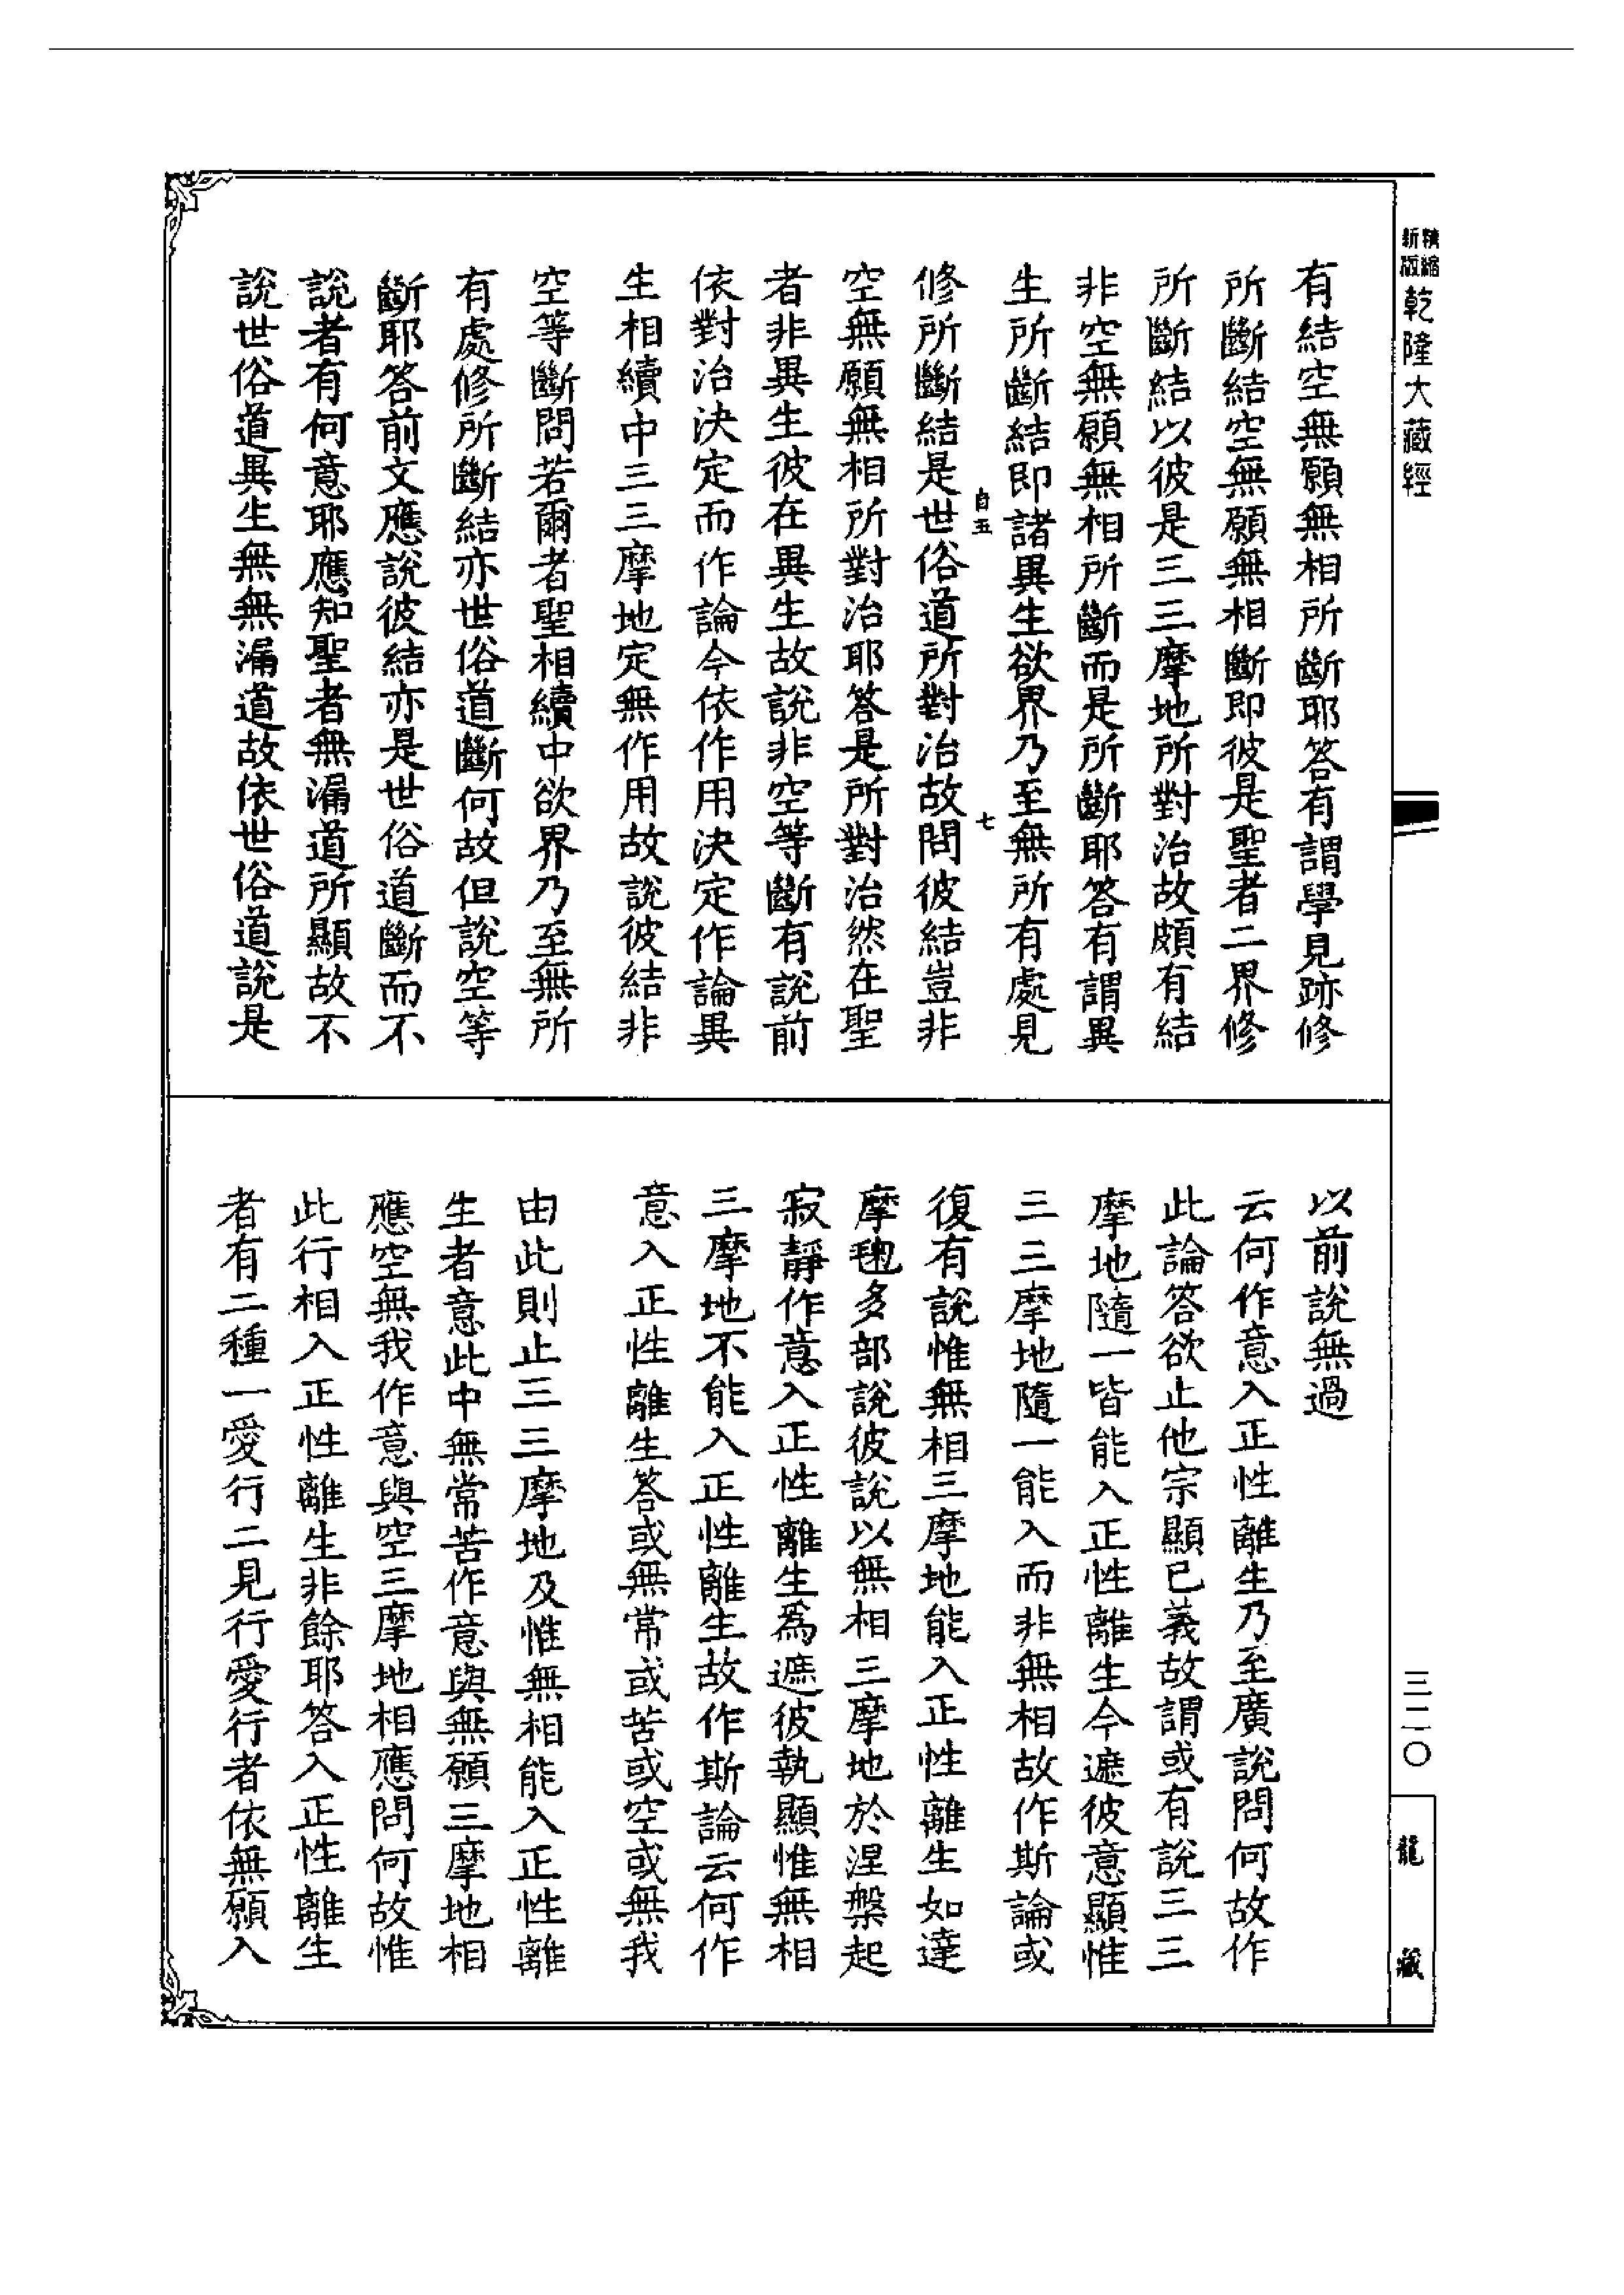 精縮
新版
乾隆大藏經
三二〇
龍藏
有結空無願無相所斷耶答有謂學見跡修
所斷結空無願無相斷即彼是聖者二界修
所斷結以彼是三三摩地所對治故頗有結
非空無願無相所斷而是所斷耶答有謂異
生所斷結即諸異生欲界乃至無所有處見
自五
七
修所斷結是世俗道所對治故問彼結豈非
空無願無相所對治耶答是所對治然在聖
者非異生彼在異生故說非空等斷有說前
依對治決定而作論今依作用決定作論異
生相續中三三摩地定無作用故說彼結非
空等斷問若爾者聖相續中欲界乃至無所
有處修所斷結亦世俗道斷何故但說空等
斷耶答前文應說彼結亦是世俗道斷而不
說者有何意耶應知聖者無漏道所顯故不
說世俗道異生無無漏道故依世俗道說是
以前說無過
云何作意入正性離生乃至廣說問何故作
此論答欲止他宗顯已義故謂或有說三三
摩地隨一皆能入正性離生今遮彼意顯惟
三三摩地隨一能入而非無相故作斯論或
復有說惟無相三摩地能入正性離生如達
摩毱多部說彼說以無相三摩地於涅槃起
寂靜作意入正性離生為遮彼執顯惟無相
三摩地不能入正性離生故作斯論云何作
意入正性離生答或無常或苦或空或無我
由此則止三三摩地及惟無相能入正性離
生者意此中無常苦作意與無願三摩地相
應空無我作意與空三摩地相應問何故惟
此行相入正性離生非餘耶答入正性離生
者有二種一愛行二見行愛行者依無願入